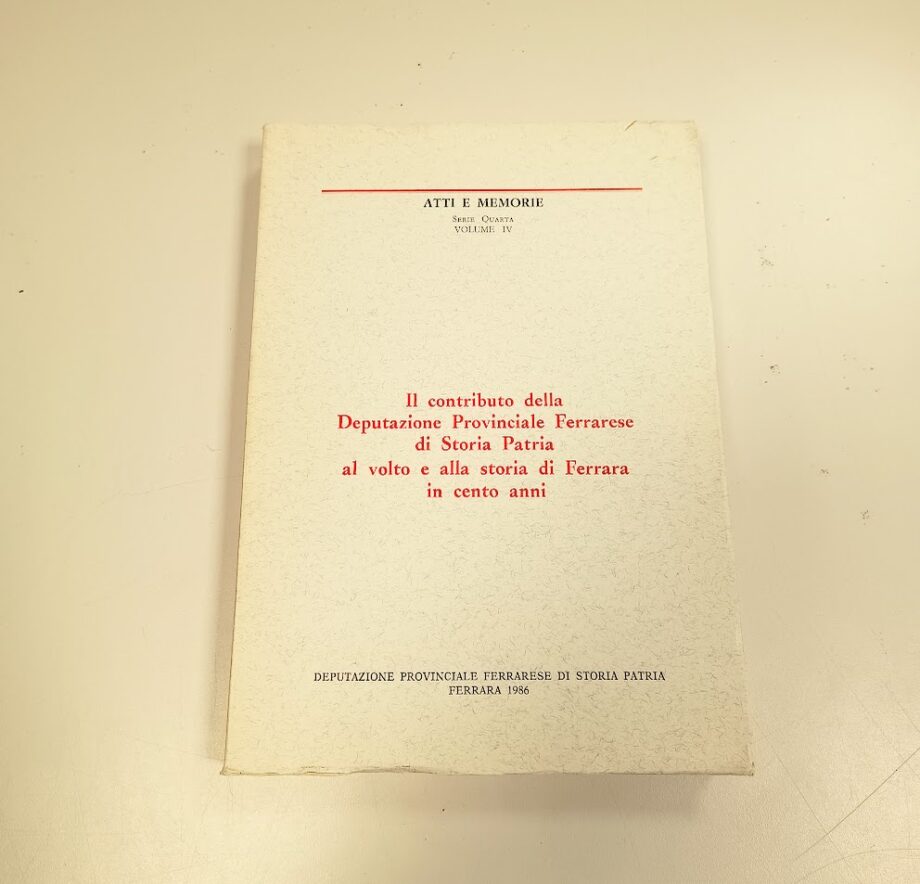 ATTI E MEMORIE
Serie Quarta
VOLUME IV
Il contributo della
Deputazione Provinciale Ferrarese
di Storia Patria
al volto e alla storia di Ferrara
in cento anni
DEPUTAZIONE PROVINCIALE FERRARESE DI STORIA PATRIA
FERRARA 1986